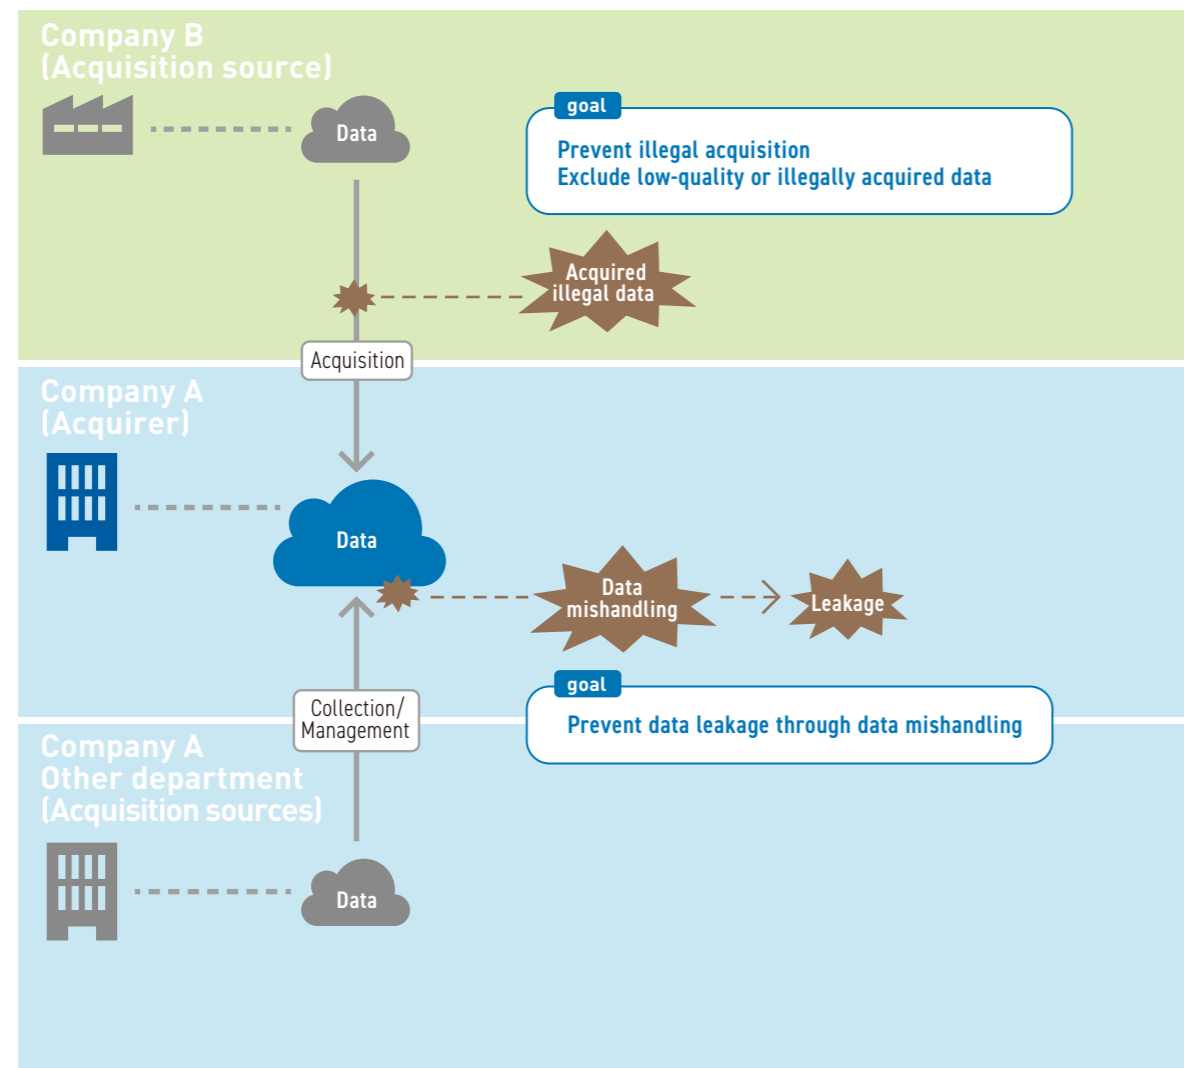 Company B
(Acquisition source)
Data
goal
Prevent illegal acquisition
Exclude low-quality or illegally acquired data
Acquired
illegal data
Acquisition
Company A
(Acquirer)
Data
Data
mishandling
Leakage
goal
Prevent data leakage through data mishandling
Collection/
Management
Company A
Other department
(Acquisition sources)
Data